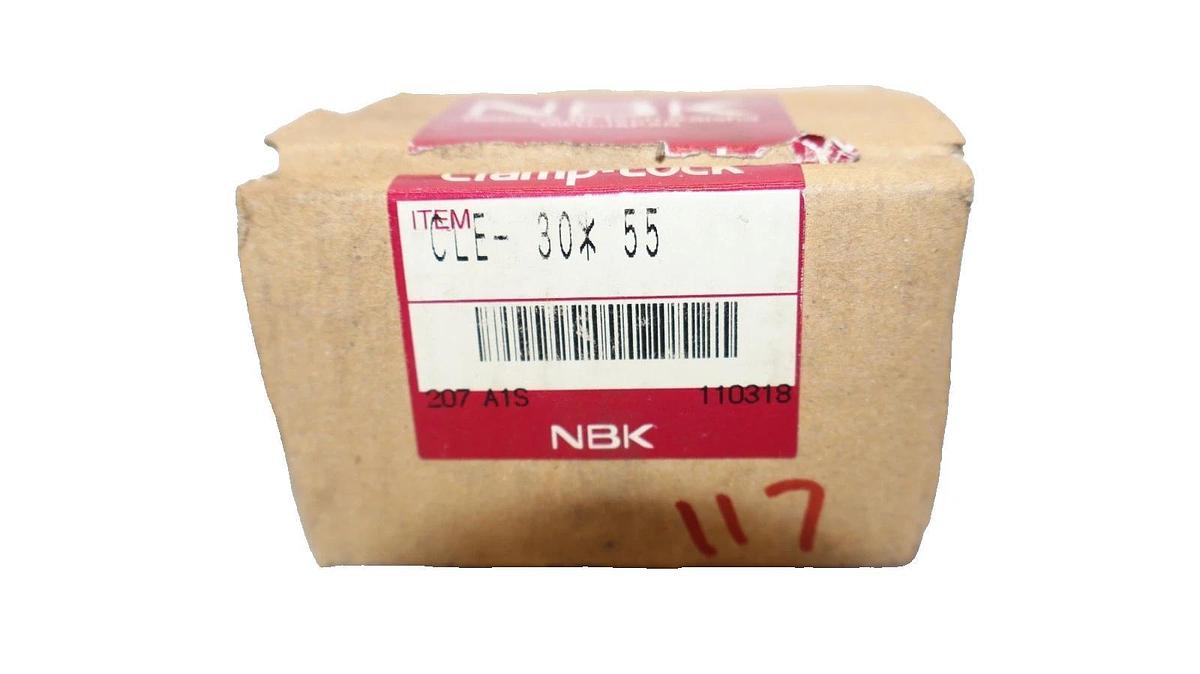 NBK
Clamp-Lock
ITEM
CLE- 30* 55
207 A1S 110318
NBK
117